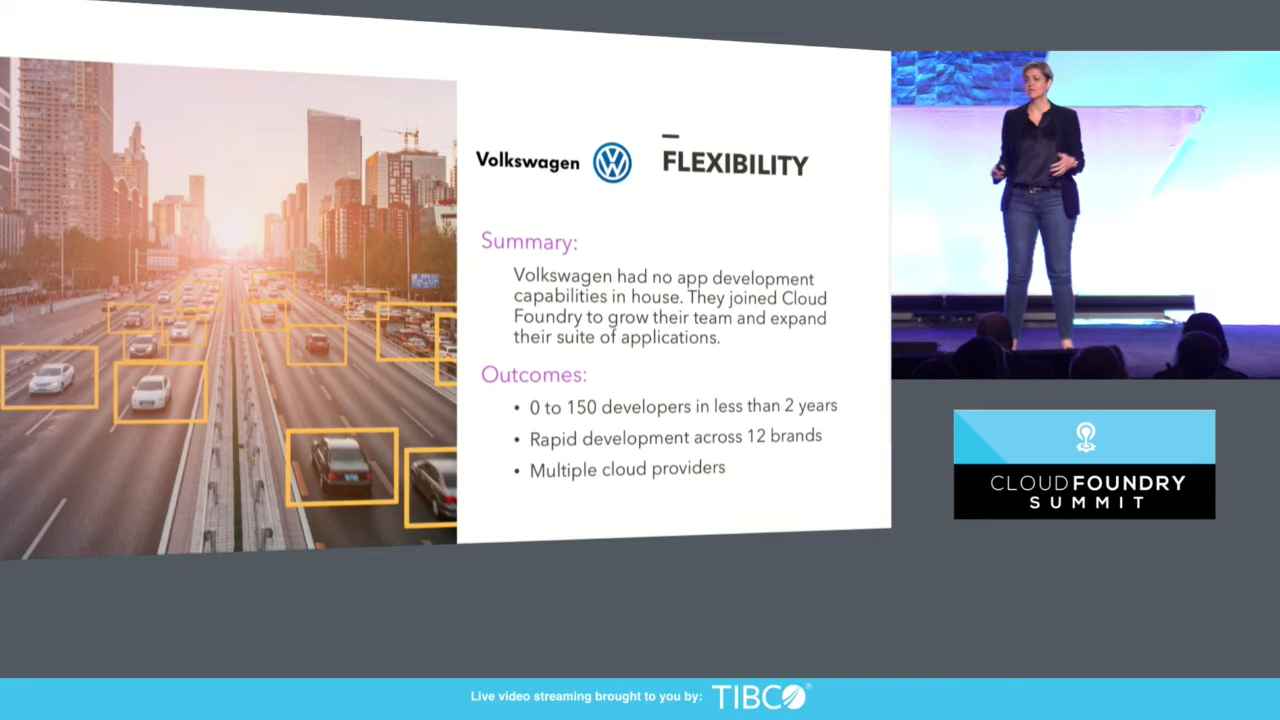 Volkswagen
FLEXIBILITY
Summary:
Volkswagen had no app development
capabilities in house. They joined Cloud
Foundry to grow their team and expand
their suite of applications.
Outcomes:
• 0 to 150 developers in less than 2 years
• Rapid development across 12 brands
• Multiple cloud providers
CLOUD FOUNDRY
SUMMIT
Live video streaming brought to you by: TIBCO®